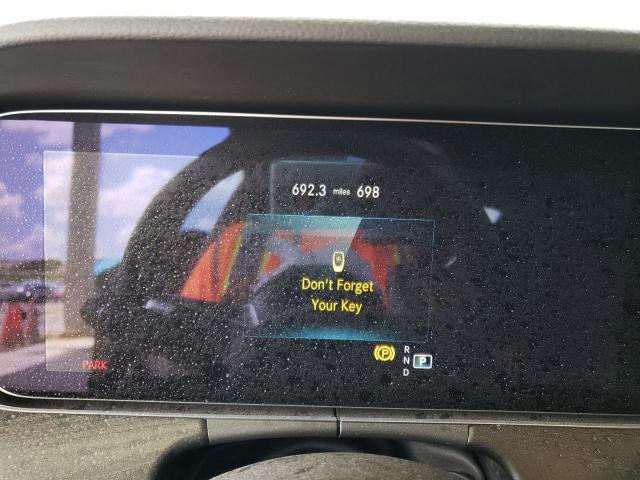 692.3 miles 698
Don't Forget
Your Key
PARK
P
R
N P
D